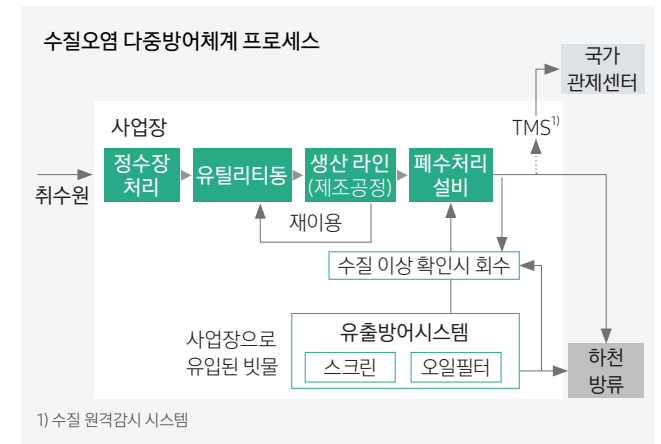 수질오염 다중방어체계 프로세스
국가
관제센터
사업장
TMS1)
취수원
정수장
처리
유틸리티동
생산 라인
(제조공정)
폐수처리
설비
재이용
수질 이상 확인시 회수
사업장으로
유입된 빗물
유출방어시스템
스크린
오일필터
하천
방류
1) 수질 원격감시 시스템